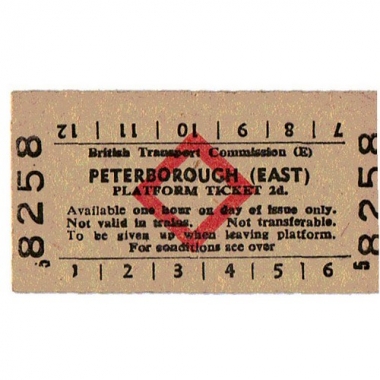 12 | 11 | 10 | 9 | 8 | 7
British Transport Commission (E)
PETERBOROUGH (EAST)
PLATFORM TICKET 2d.
Available one hour on day of issue only.
Not valid in trains. Not transferable.
To be given up when leaving platform.
For conditions see over
1 | 2 | 3 | 4 | 5 | 6
8258
8258